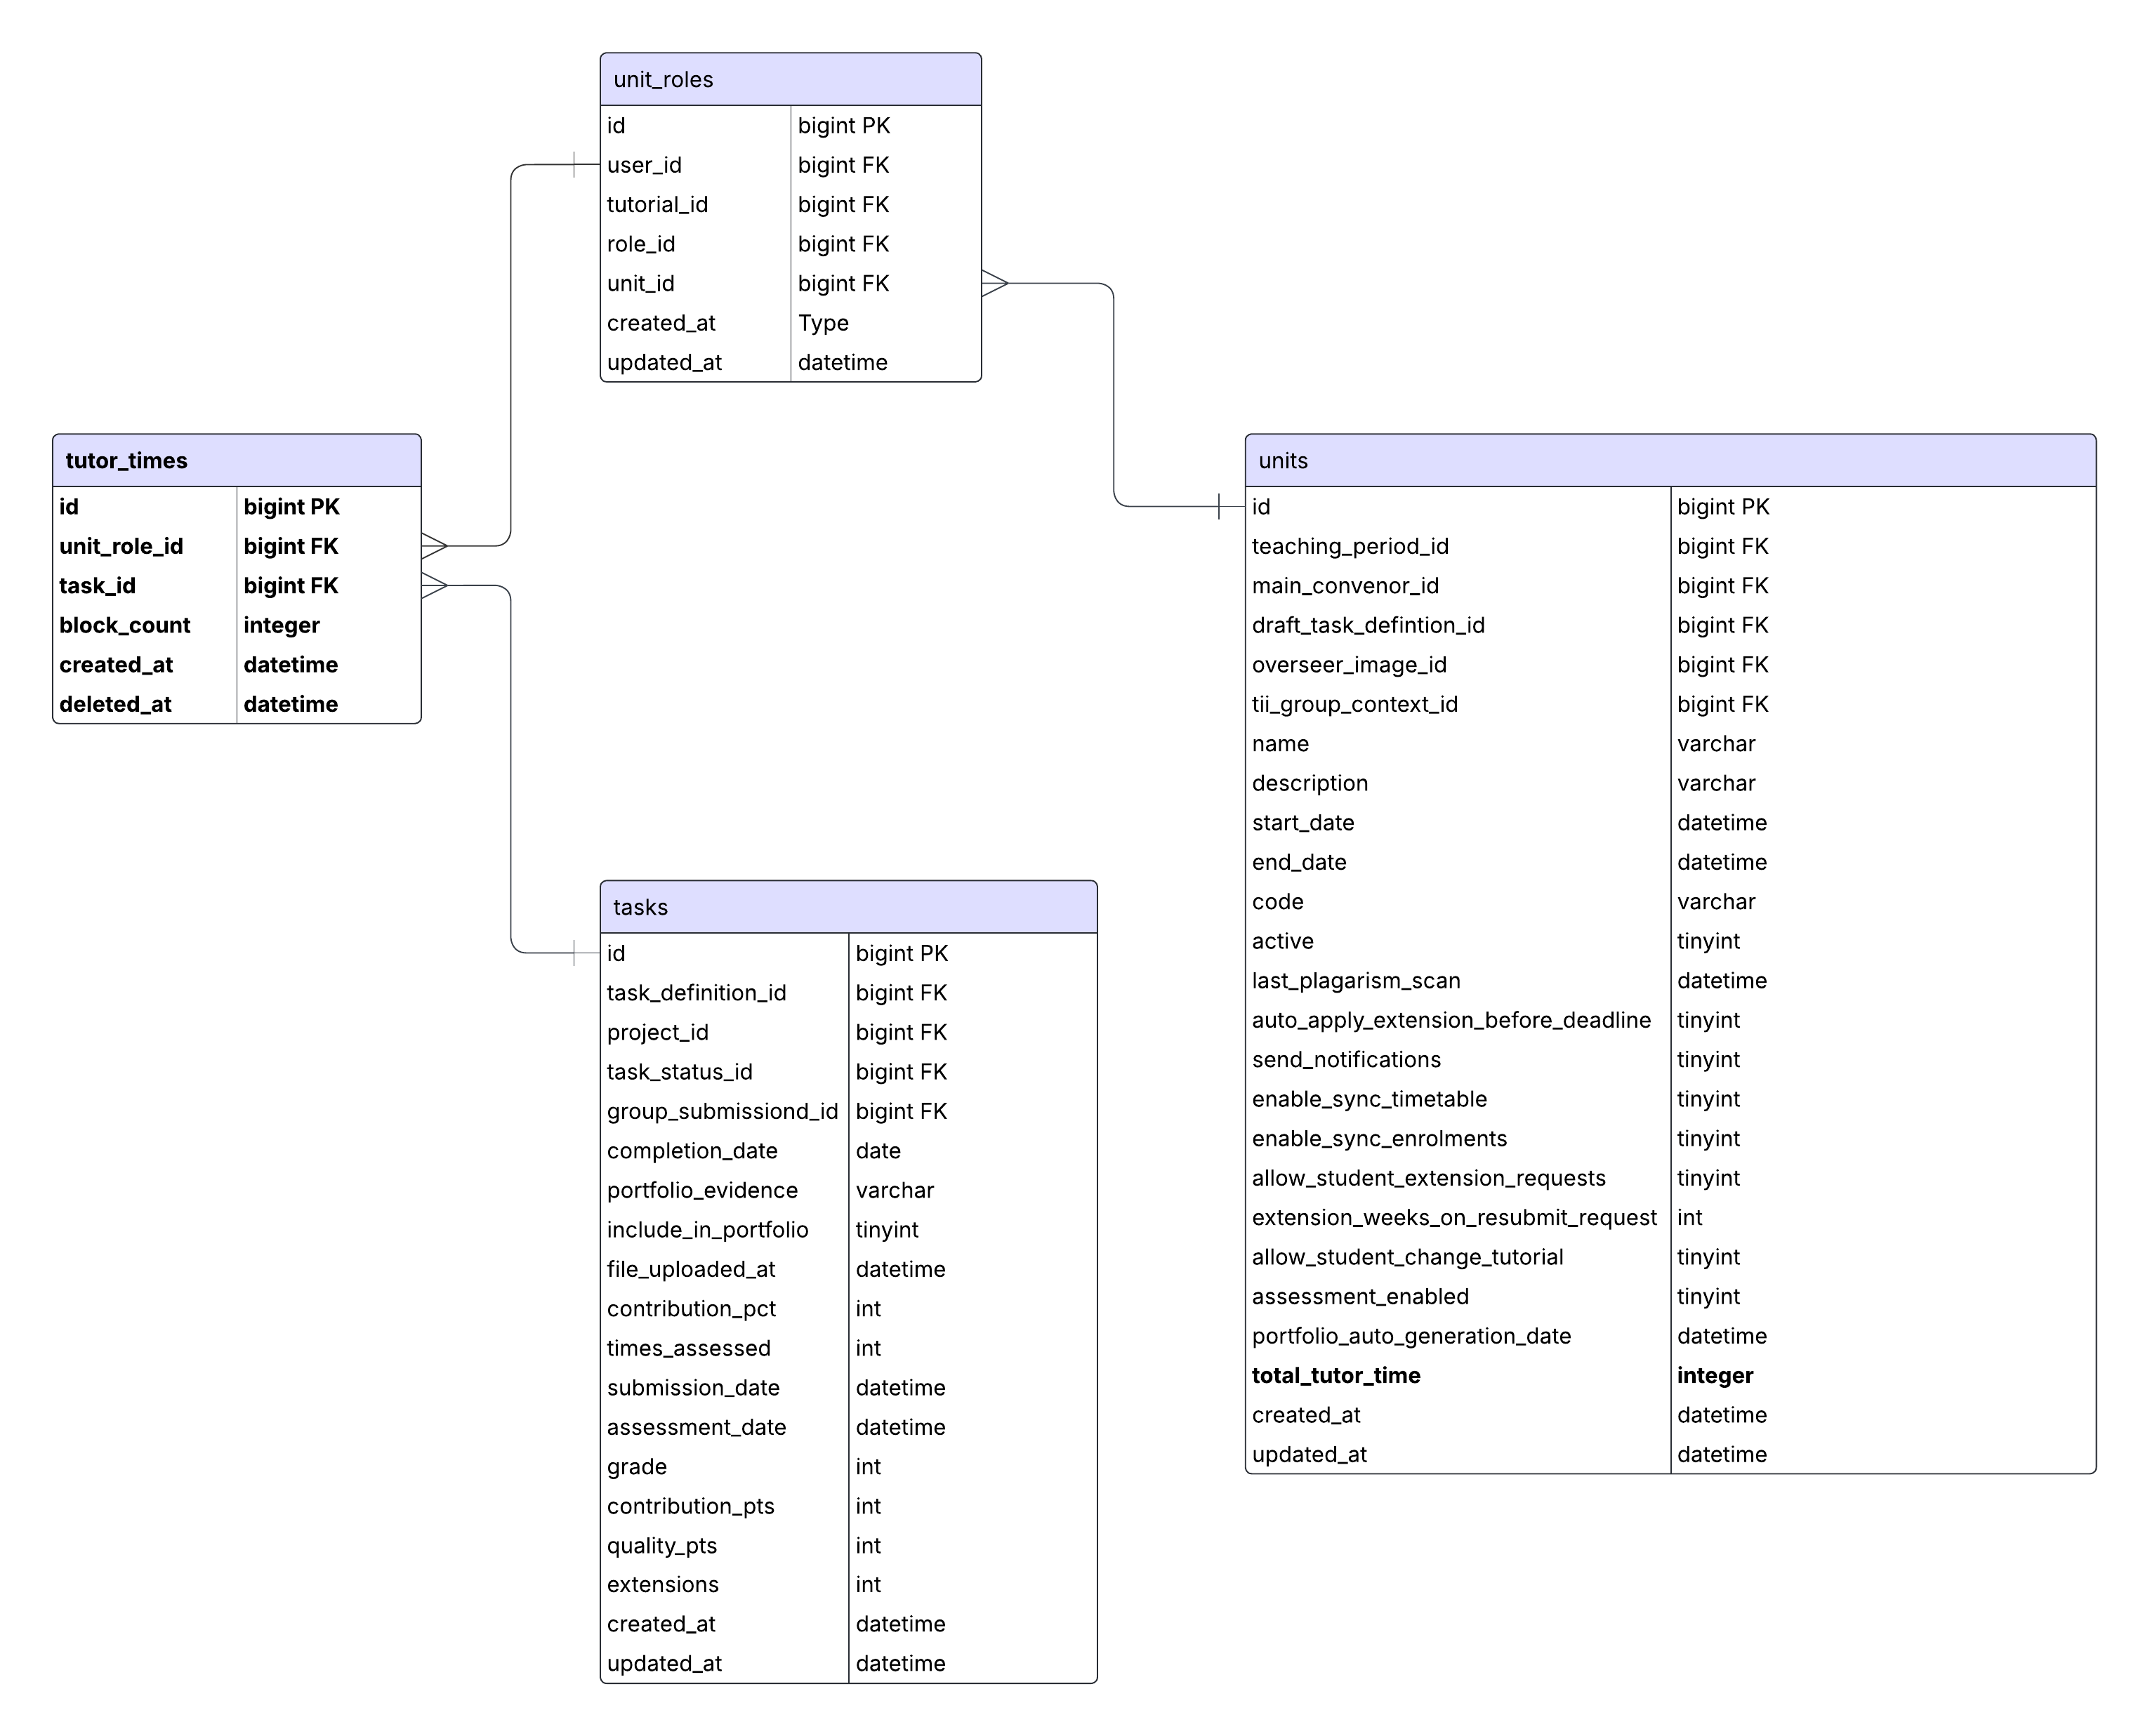 unit_roles
id bigint PK
user_id bigint FK
tutorial_id bigint FK
role_id bigint FK
unit_id bigint FK
created_at Type
updated_at datetime
tutor_times
id bigint PK
unit_role_id bigint FK
task_id bigint FK
block_count integer
created_at datetime
deleted_at datetime
units
id bigint PK
teaching_period_id bigint FK
main_convenor_id bigint FK
draft_task_defintion_id bigint FK
overseer_image_id bigint FK
tii_group_context_id bigint FK
name varchar
description varchar
start_date datetime
end_date datetime
code varchar
active tinyint
last_plagarism_scan datetime
auto_apply_extension_before_deadline tinyint
send_notifications tinyint
enable_sync_timetable tinyint
enable_sync_enrolments tinyint
allow_student_extension_requests tinyint
extension_weeks_on_resubmit_request int
allow_student_change_tutorial tinyint
assessment_enabled tinyint
portfolio_auto_generation_date datetime
total_tutor_time integer
created_at datetime
updated_at datetime
tasks
id bigint PK
task_definition_id bigint FK
project_id bigint FK
task_status_id bigint FK
group_submissiond_id bigint FK
completion_date date
portfolio_evidence varchar
include_in_portfolio tinyint
file_uploaded_at datetime
contribution_pct int
times_assessed int
submission_date datetime
assessment_date datetime
grade int
contribution_pts int
quality_pts int
extensions int
created_at datetime
updated_at datetime